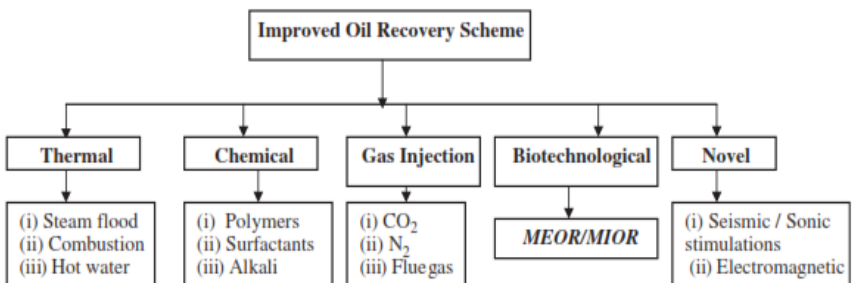 Improved Oil Recovery Scheme
Thermal
Chemical
Gas Injection
Biotechnological
Novel
(i) Steam flood
(ii) Combustion
(iii) Hot water
(i) Polymers
(ii) Surfactants
(iii) Alkali
(i) CO₂
(ii) N₂
(iii) Flue gas
MEOR/MIOR
(i) Seismic / Sonic
stimulations
(ii) Electromagnetic